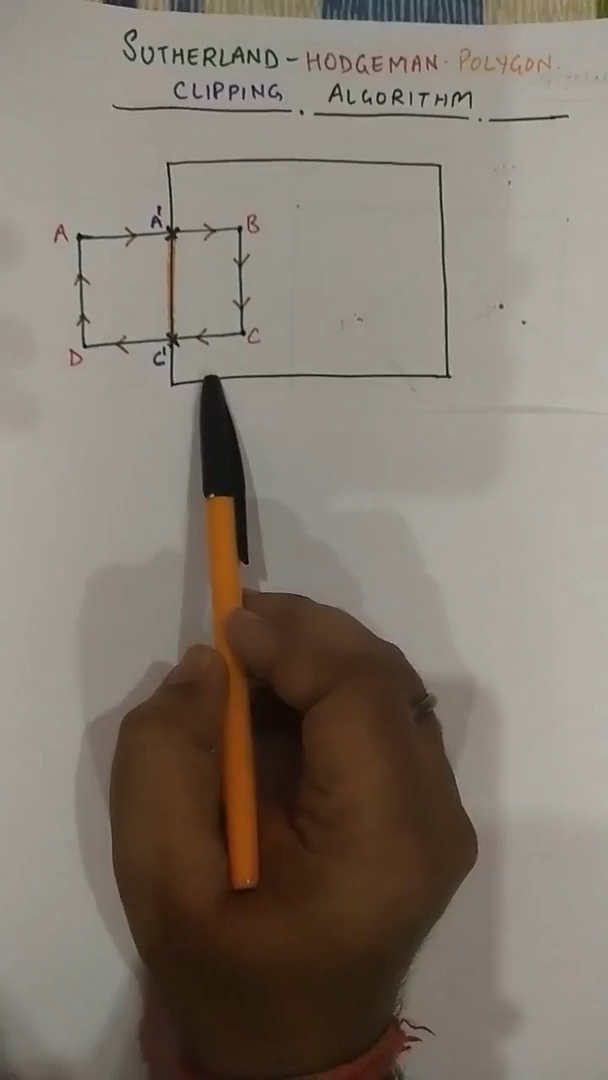 SUTHERLAND-HODGEMAN-POLYGON
CLIPPING ALGORITHM.
A A' B
D C' C